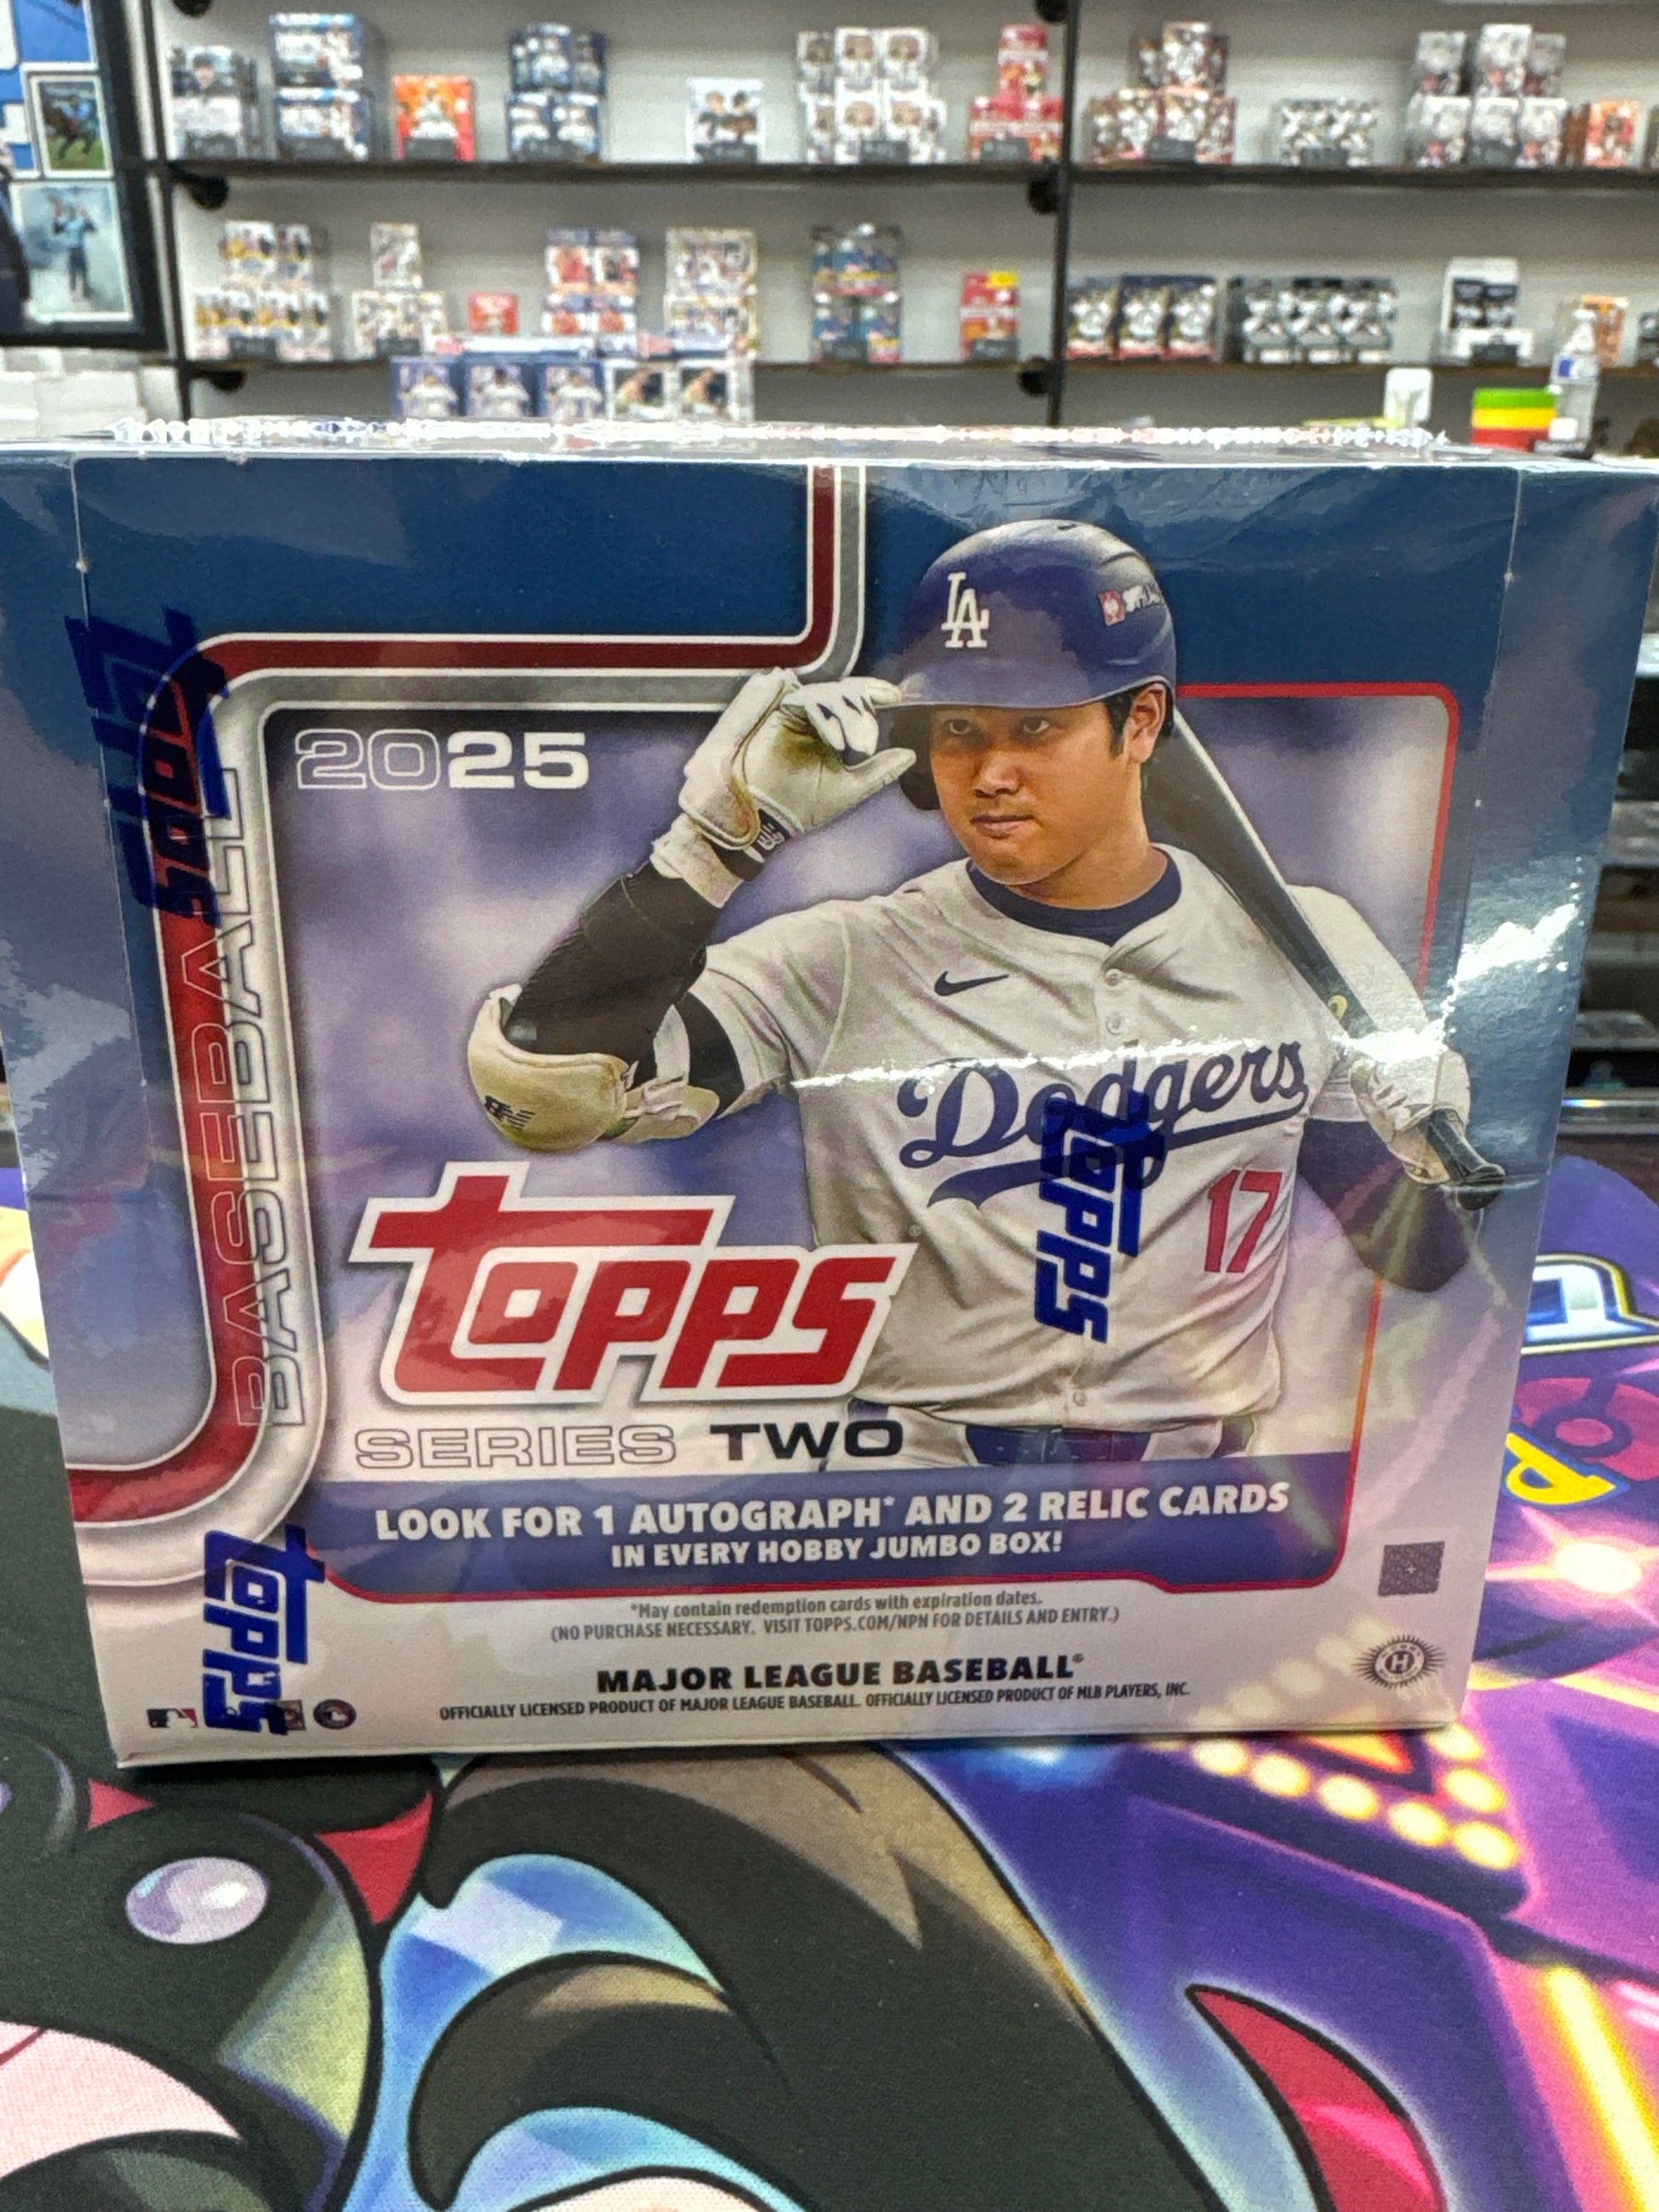 LA
2025
BASEBALL
topps
Dodgers
17
topps
topps
SERIES TWO
LOOK FOR 1 AUTOGRAPH* AND 2 RELIC CARDS
IN EVERY HOBBY JUMBO BOX!
*May contain redemption cards with expiration dates.
(NO PURCHASE NECESSARY. VISIT TOPPS.COM/NPN FOR DETAILS AND ENTRY.)
topps
MAJOR LEAGUE BASEBALL®
OFFICIALLY LICENSED PRODUCT OF MAJOR LEAGUE BASEBALL. OFFICIALLY LICENSED PRODUCT OF MLB PLAYERS, INC.
H